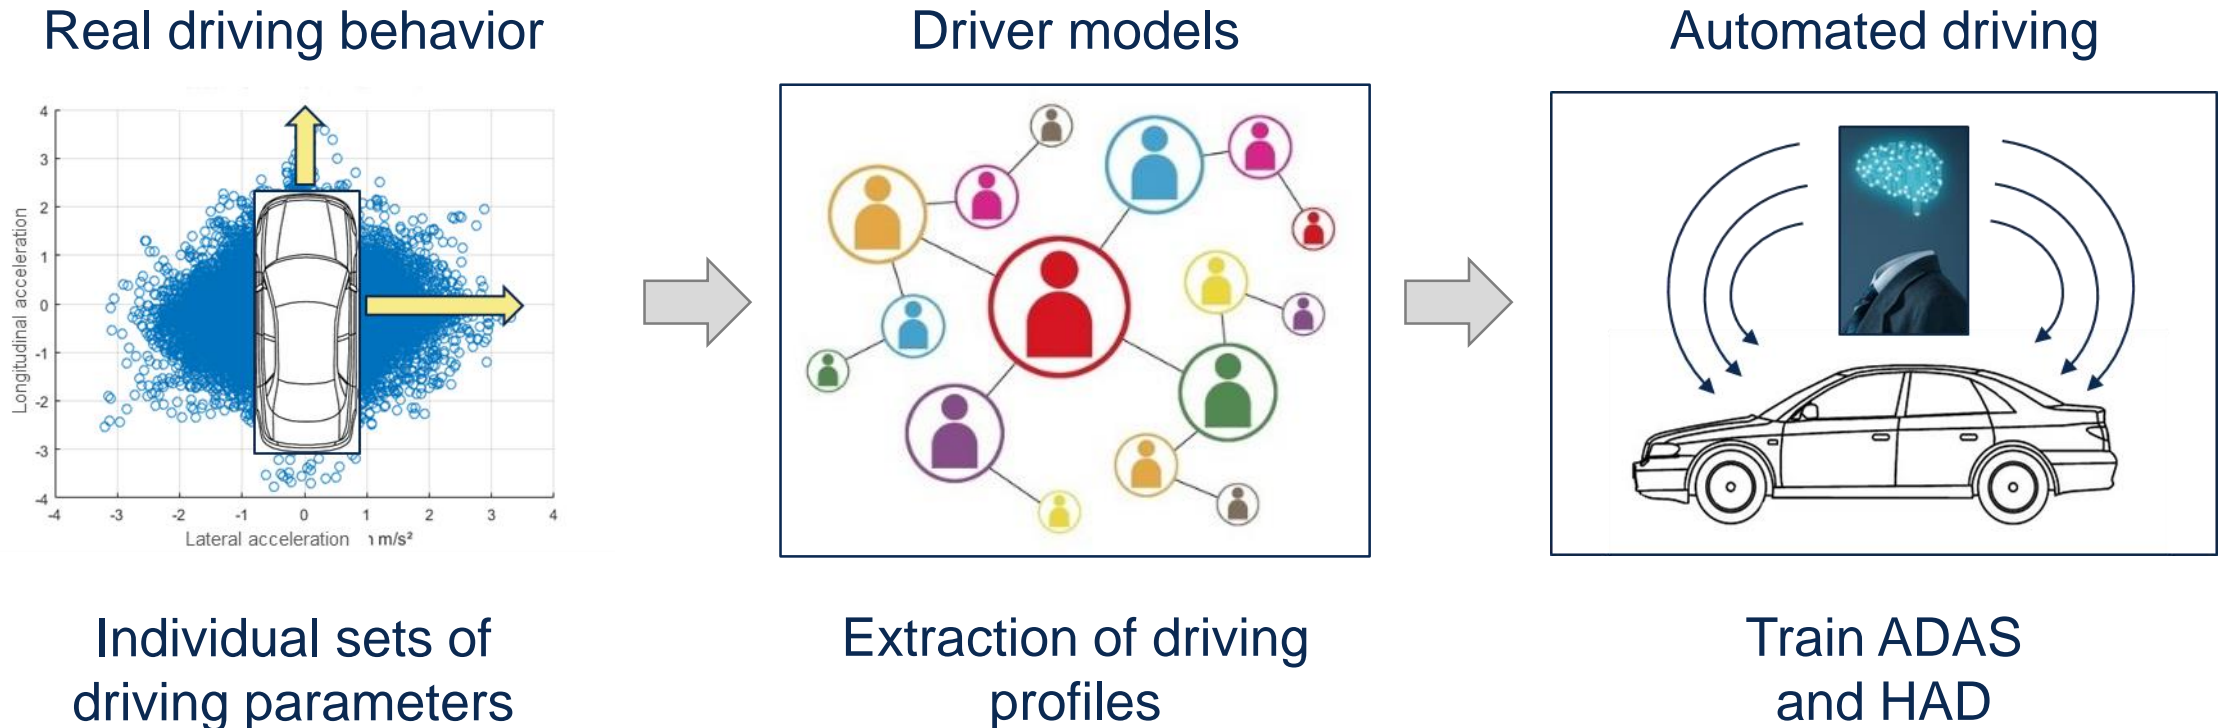 Real driving behavior
Driver models
Automated driving
Longitudinal acceleration
4
3
2
1
0
-1
-2
-3
-4
-4 -3 -2 -1 0 1 2 3 4
Lateral acceleration m/s²
Individual sets of
driving parameters
Extraction of driving
profiles
Train ADAS
and HAD